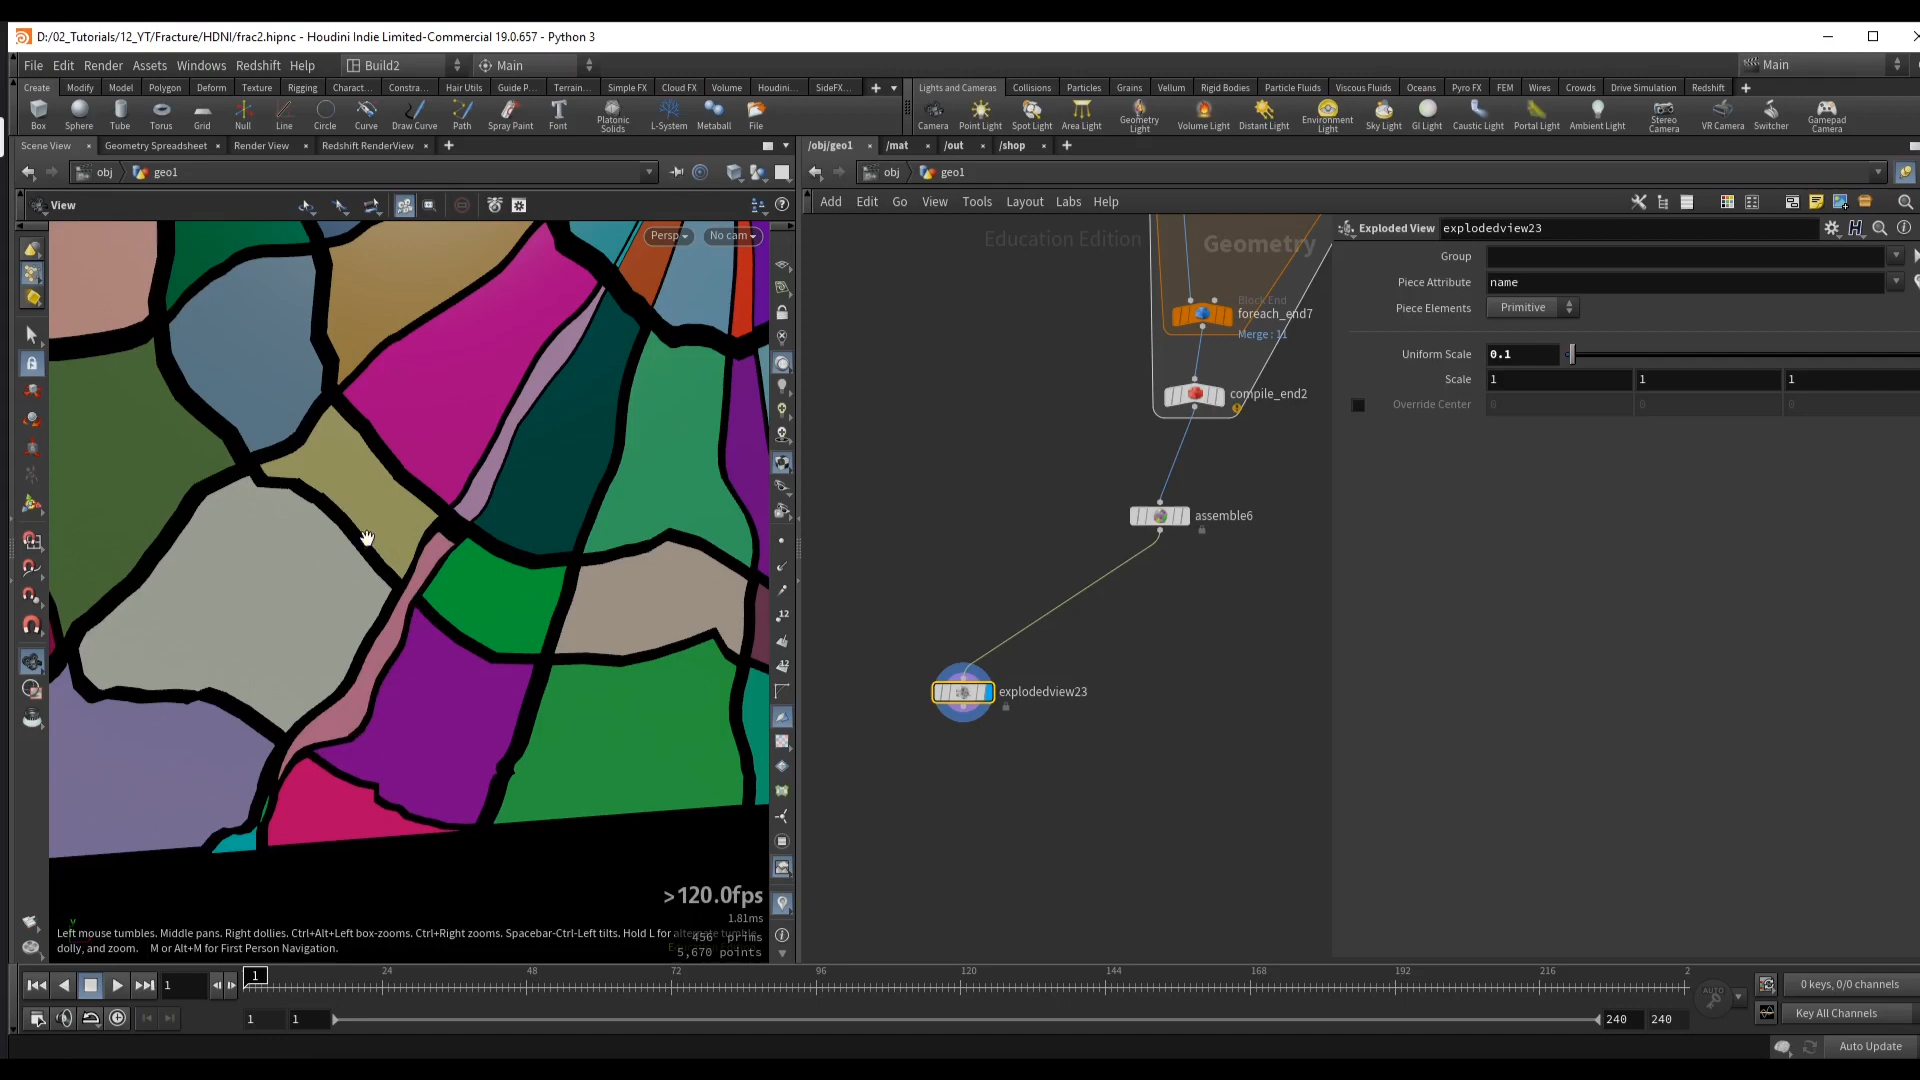 D:/02_Tutorials/12_YT/Fracture/HDNI/frac2.hipnc - Houdini Indie Limited-Commercial 19.0.657 - Python 3
File Edit Render Assets Windows Redshift Help Build2 Main Main
Create Modify Model Polygon Deform Texture Rigging Charact... Constra... Hair Utils Guide P... Terrain... Simple FX Cloud FX Volume Houdini... SideFX... Lights and Cameras Collisions Particles Grains Vellum Rigid Bodies Particle Fluids Viscous Fluids Oceans Pyro FX FEM Wires Crowds Drive Simulation Redshift
Box Sphere Tube Torus Grid Null Line Circle Curve Draw Curve Path Spray Paint Font Platonic Solids L-System Metaball File Camera Point Light Spot Light Area Light Geometry Light Volume Light Distant Light Environment Light Sky Light GI Light Caustic Light Portal Light Ambient Light Stereo Camera VR Camera Switcher Gamepad Camera
Scene View Geometry Spreadsheet Render View Redshift RenderView /obj/geo1 /mat /out /shop
obj geo1 obj geo1
View Add Edit Go View Tools Layout Labs Help
Persp No cam Education Edition Geometry Exploded View explodedview23
Group
Piece Attribute name
Piece Elements Primitive
Block End
foreach_end7
Merge: 11
Uniform Scale 0.1
Scale 1 1 1
compile_end2
Override Center 0 0 0
assemble6
explodedview23
12
12
>120.0fps
1.81ms
Left mouse tumbles. Middle pans. Right dollies. Ctrl+Alt+Left box-zooms. Ctrl+Right zooms. Spacebar-Ctrl-Left tilts. Hold L for alternate tumble,
dolly, and zoom. M or Alt+M for First Person Navigation.
456 prims
5,670 points
1 1 24 48 72 96 120 144 168 192 216 2
AUTO 0 keys, 0/0 channels
1 1 240 240 Key All Channels
Auto Update